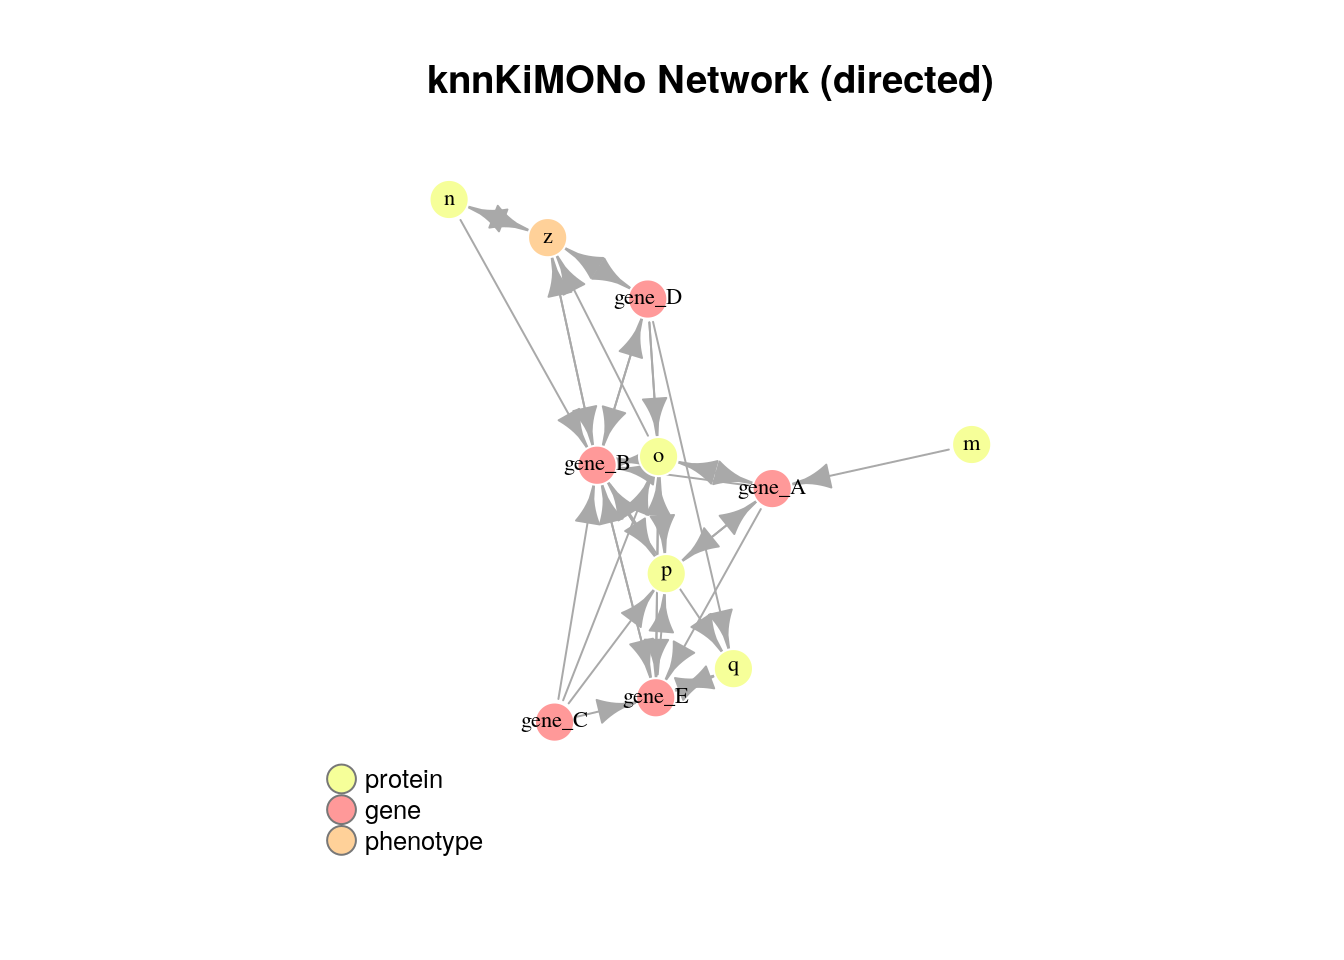 knnKiMONo Network (directed)
n
z
gene_D
m
o
gene_B
gene_A
p
q
gene_E
gene_C
protein
gene
phenotype